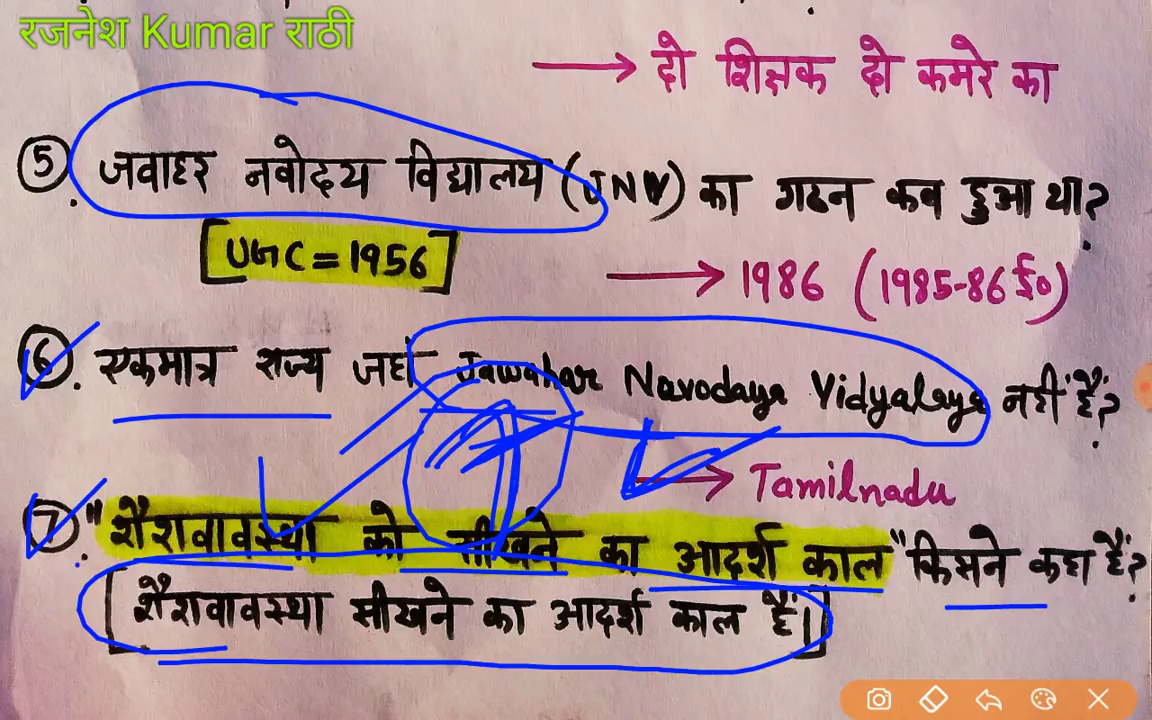 रजनेश Kumar राठी
→ दो शिक्षक दो कमरे का
⑤. जवाहर नवोदय विद्यालय (JNV) का गठन कब हुआ था?
[UGC = 1956]
→ 1986 (1985-86 ई०)
⑥. एकमात्र राज्य जहां Jawahar Navodaya Vidyalaya नहीं हैं?
→ Tamilnadu
⑦. "शैशवावस्था को सीखने का आदर्श काल" किसने कहा हैं?
[शैशवावस्था सीखने का आदर्श काल हैं।]